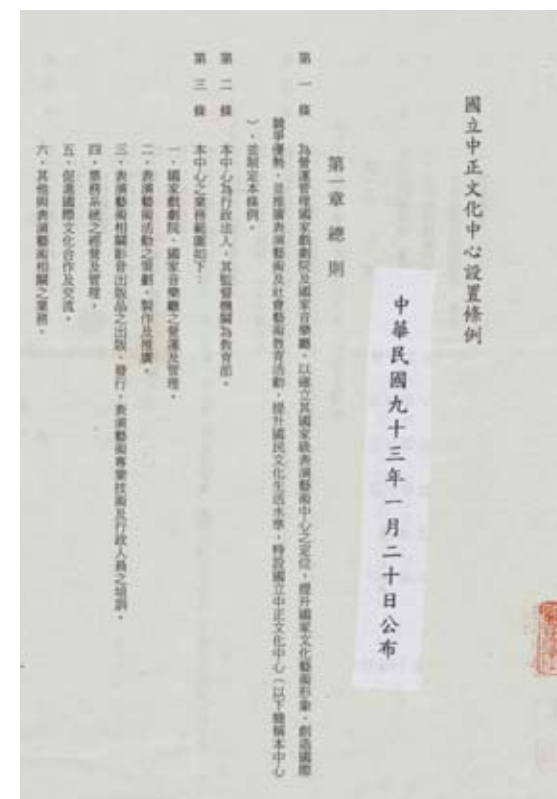 國立中正文化中心設置條例
中華民國九十三年一月二十日公布
第一章 總則
第一條 為營運管理國家戲劇院及國家音樂廳，以確立其國家級表演藝術中心之定位，提升國家文化藝術形象，創造國際
競爭優勢，並推廣表演藝術及社會藝術教育活動，提升國民文化生活水準，特設國立中正文化中心（以下簡稱本中心
），並制定本條例。
第二條 本中心為行政法人，其監督機關為教育部。
第三條 本中心之業務範圍如下：
一、國家戲劇院、國家音樂廳之營運及管理。
二、表演藝術活動之策劃、製作及推廣。
三、表演藝術相關影音出版品之出版、發行，表演藝術專業技術及行政人員之培訓。
四、票務系統之經營及管理。
五、促進國際文化合作及交流。
六、其他與表演藝術相關之業務。